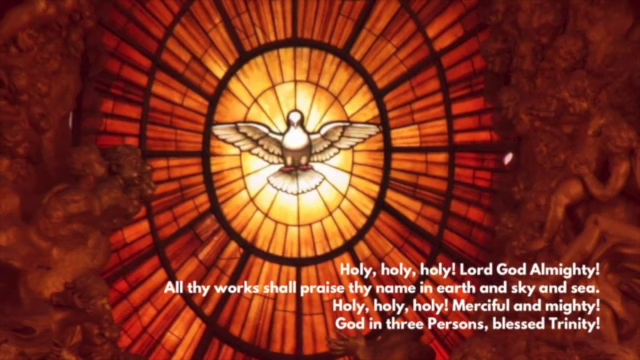 Holy, holy, holy! Lord God Almighty!
All thy works shall praise thy name in earth and sky and sea.
Holy, holy, holy! Merciful and mighty!
God in three Persons, blessed Trinity!